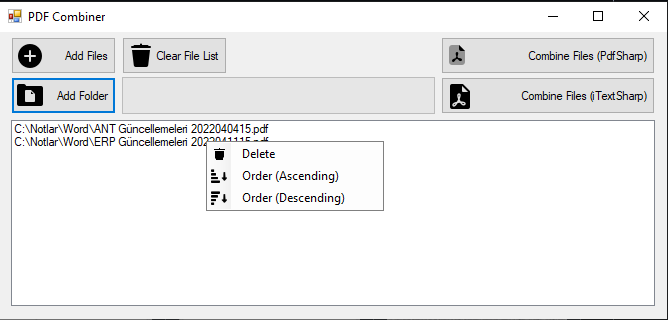 PDF Combiner
Add Files
Clear File List
Combine Files (PdfSharp)
Add Folder
Combine Files (iTextSharp)
C:\Notlar\Word\ANT Güncellemeleri 2022040415.pdf
C:\Notlar\Word\ERP Güncellemeleri 2022041115.pdf
Delete
Order (Ascending)
Order (Descending)